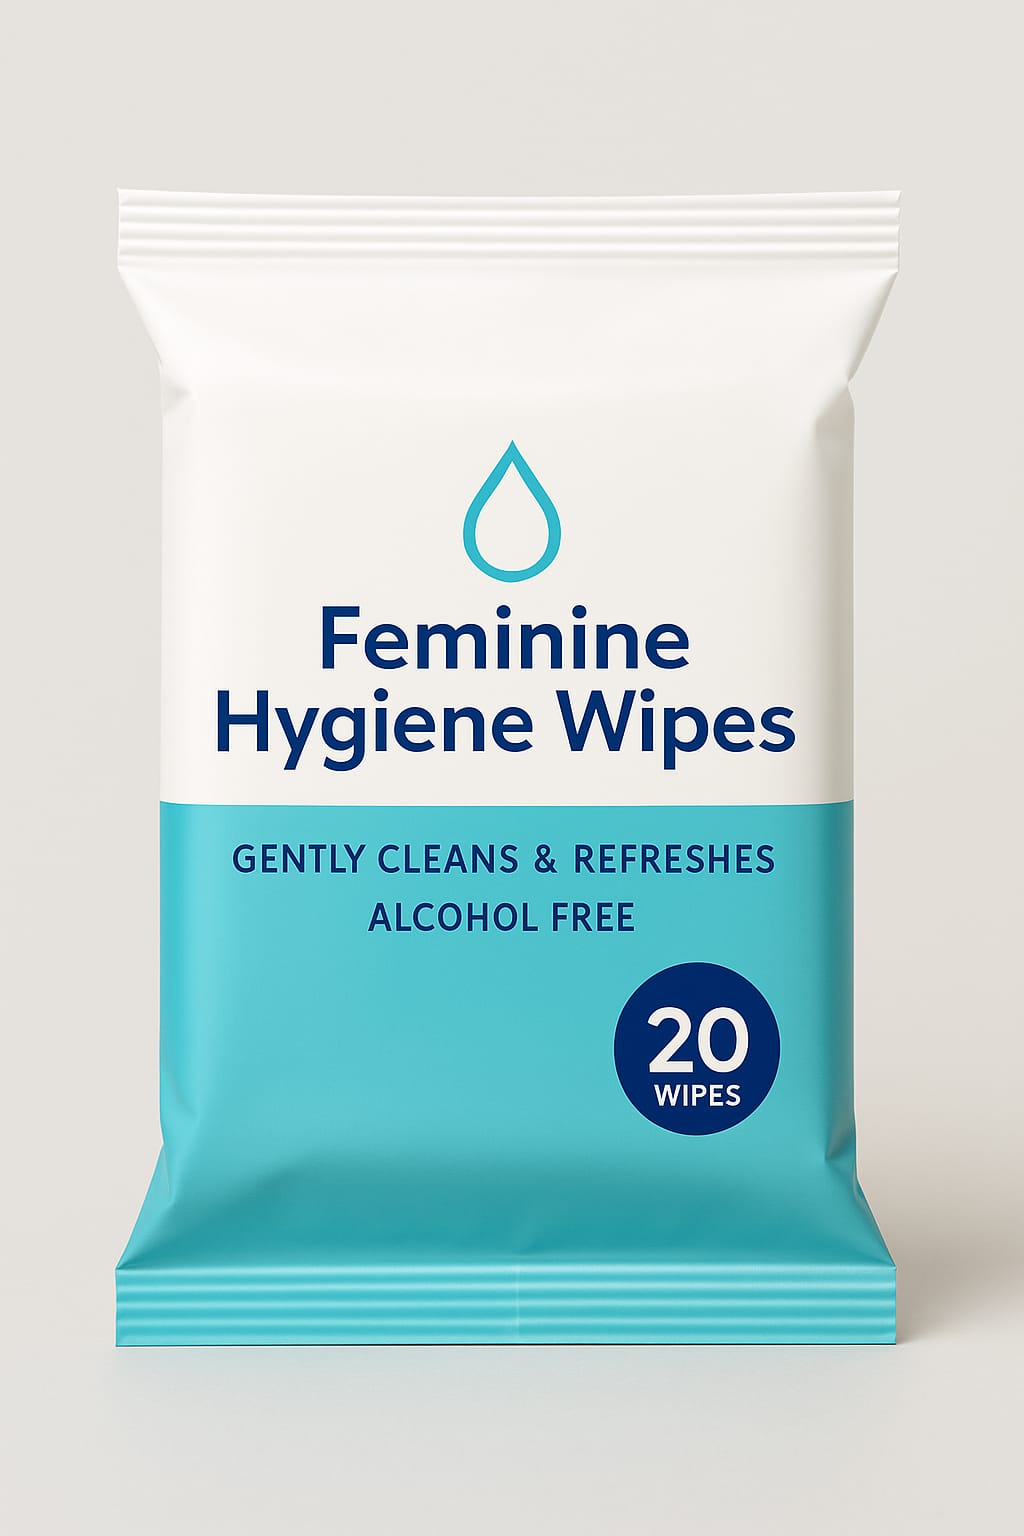 Feminine
Hygiene Wipes
GENTLY CLEANS & REFRESHES
ALCOHOL FREE
20
WIPES